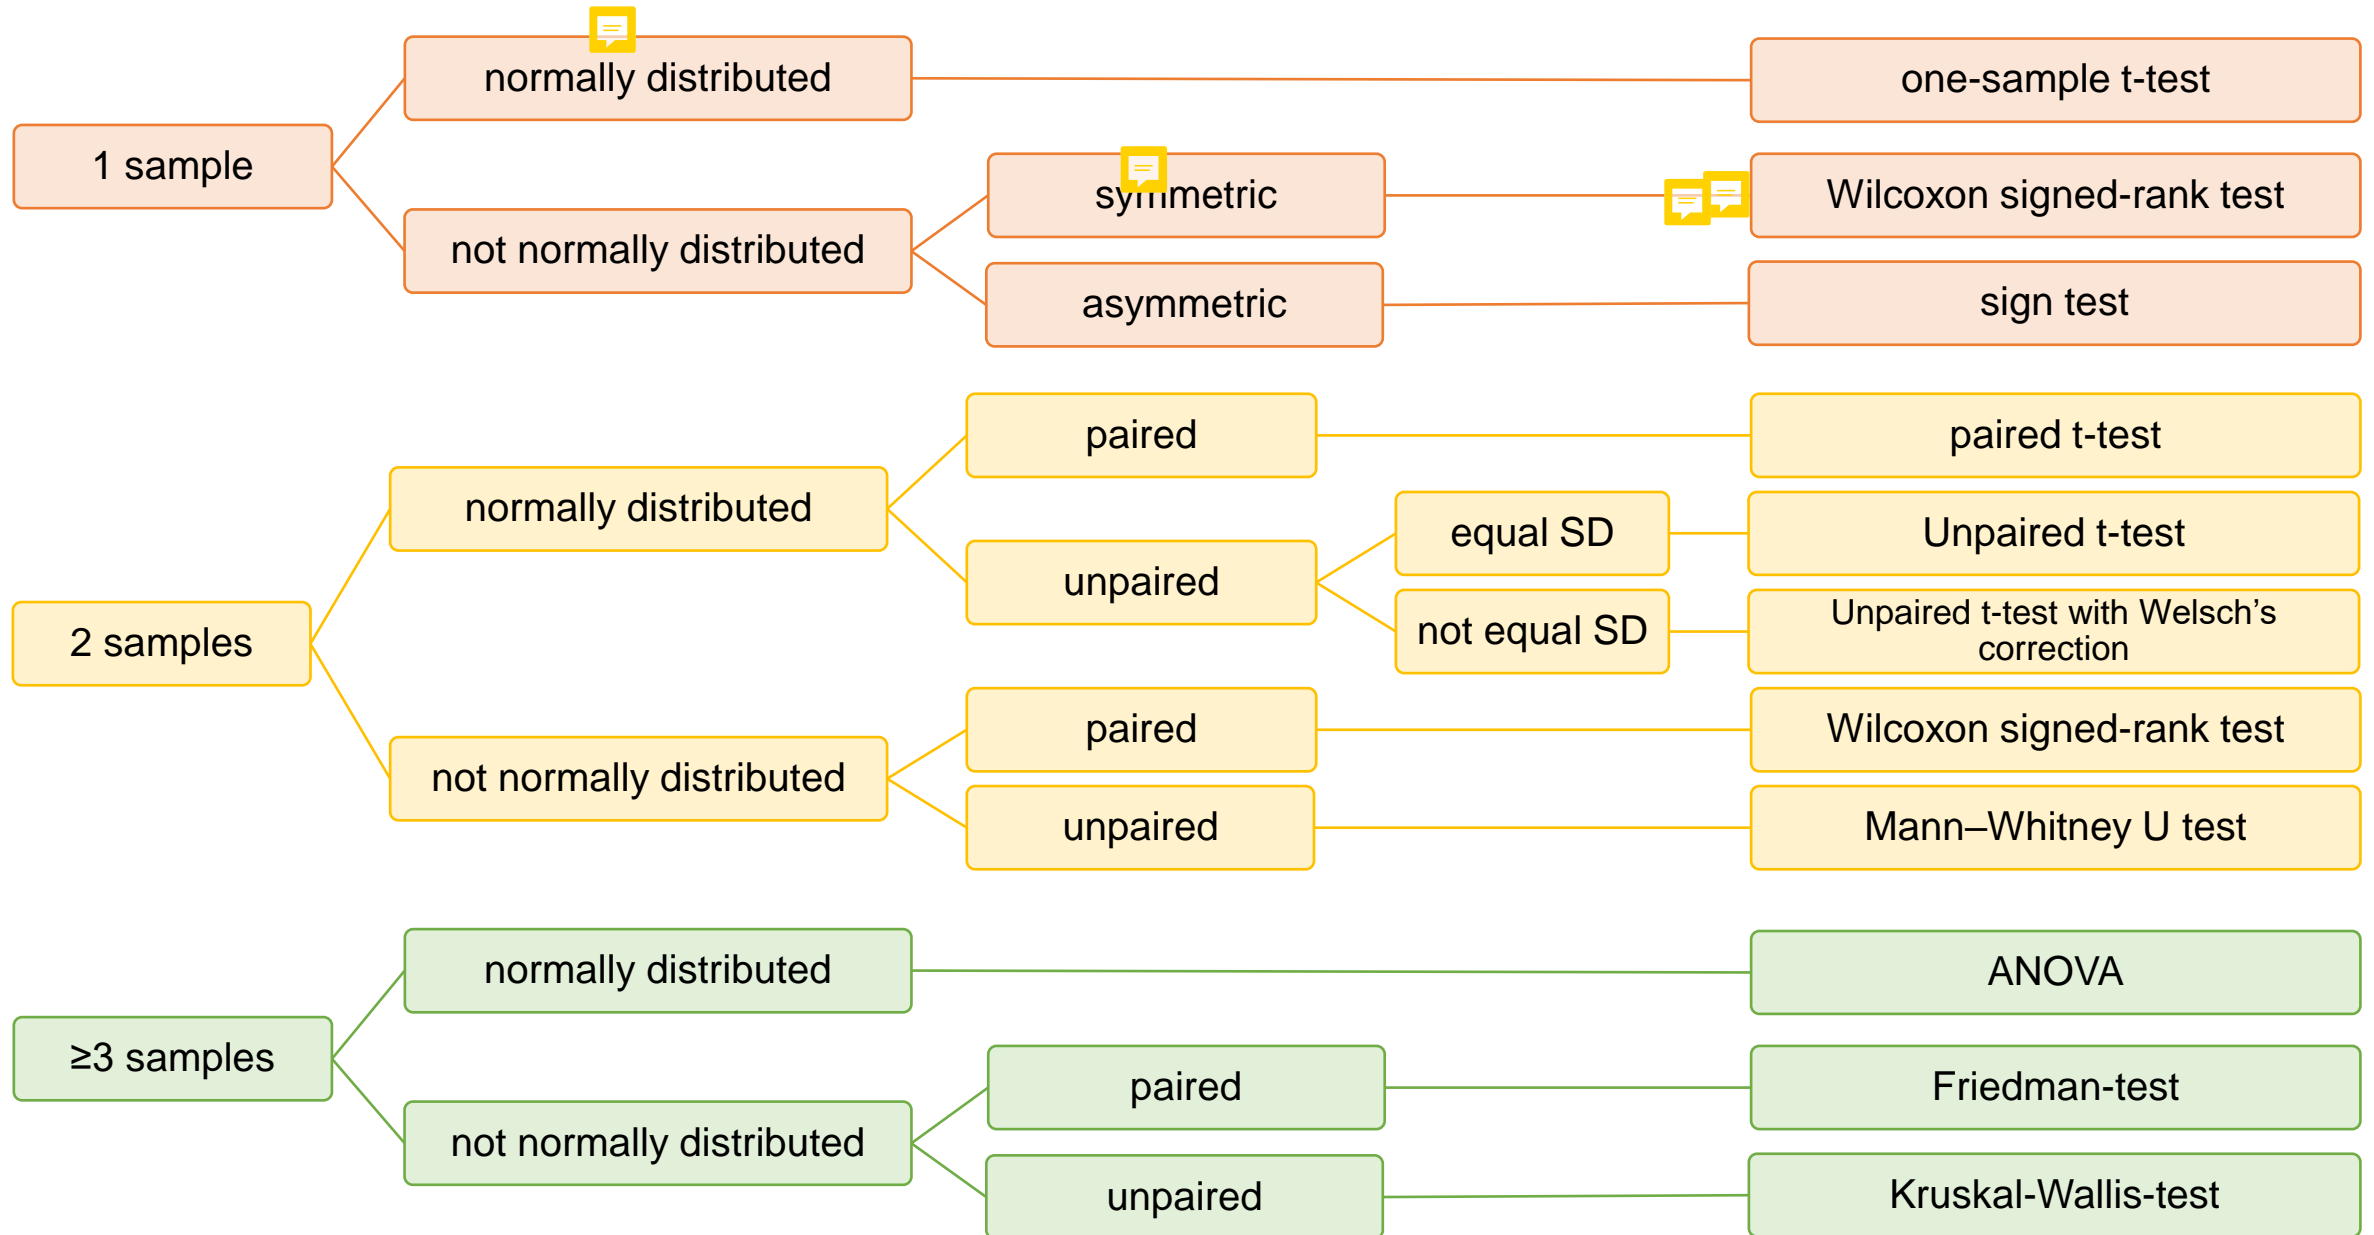 normally distributed
one-sample t-test
1 sample
symmetric
Wilcoxon signed-rank test
not normally distributed
asymmetric
sign test
paired
paired t-test
normally distributed
equal SD
Unpaired t-test
unpaired
not equal SD
Unpaired t-test with Welsch’s
correction
2 samples
paired
Wilcoxon signed-rank test
not normally distributed
unpaired
Mann–Whitney U test
normally distributed
ANOVA
≥3 samples
paired
Friedman-test
not normally distributed
unpaired
Kruskal-Wallis-test